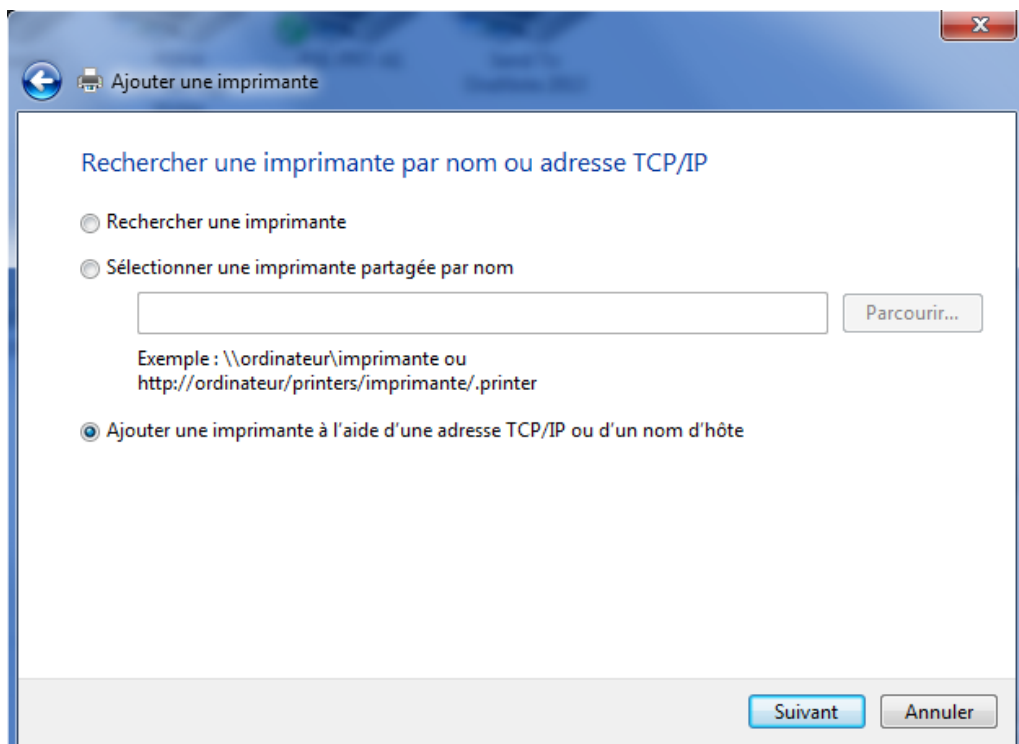 Ajouter une imprimante
Rechercher une imprimante par nom ou adresse TCP/IP
Rechercher une imprimante
Sélectionner une imprimante partagée par nom
Parcourir...
Exemple : \\ordinateur\imprimante ou
http://ordinateur/printers/imprimante/.printer
Ajouter une imprimante à l'aide d'une adresse TCP/IP ou d'un nom d'hôte
Suivant
Annuler